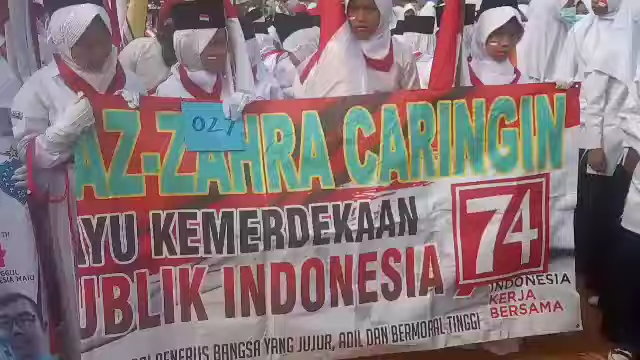 027
AZ-ZAHRA CARINGIN
AYU KEMERDEKAAN
UBLIK INDONESIA
74
INDONESIA
KERJA
BERSAMA
GENERUS BANGSA YANG JUJUR, ADIL DAN BERMORAL TINGGI